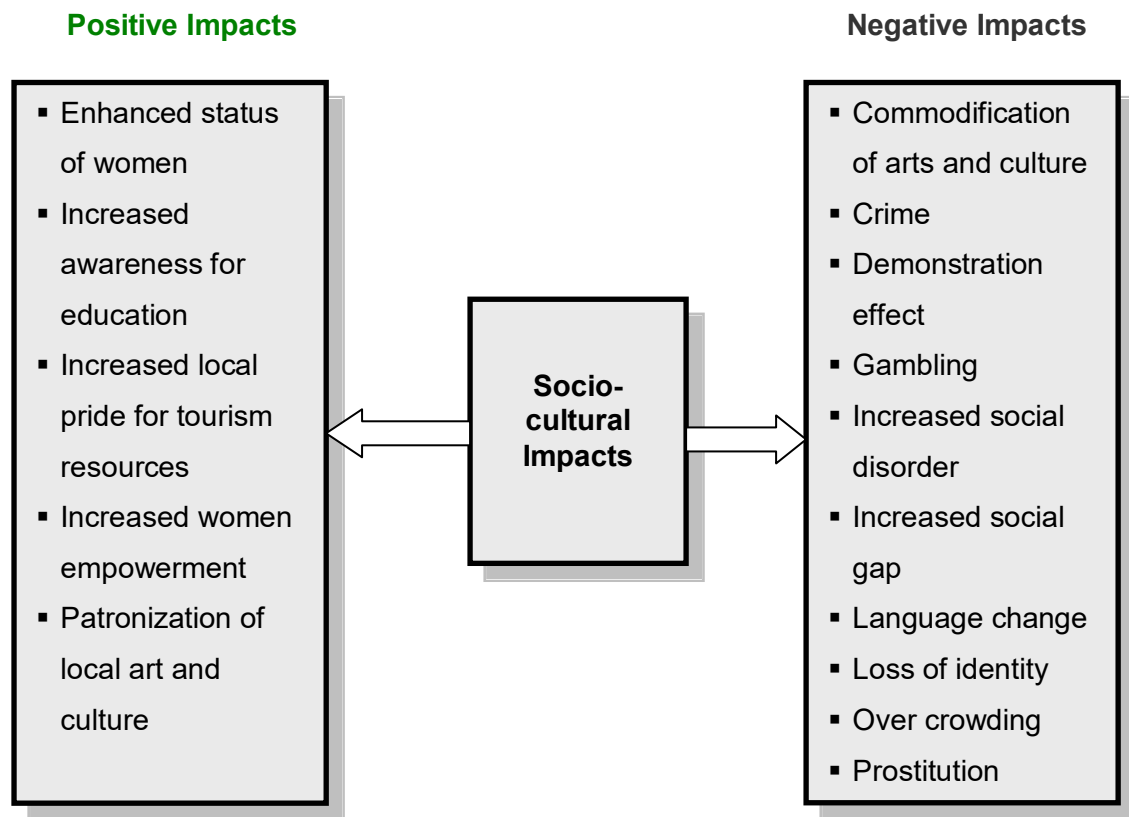 Positive Impacts
▪ Enhanced status
of women
▪ Increased
awareness for
education
▪ Increased local
pride for tourism
resources
▪ Increased women
empowerment
▪ Patronization of
local art and
culture
Socio-
cultural
Impacts
Negative Impacts
▪ Commodification
of arts and culture
▪ Crime
▪ Demonstration
effect
▪ Gambling
▪ Increased social
disorder
▪ Increased social
gap
▪ Language change
▪ Loss of identity
▪ Over crowding
▪ Prostitution